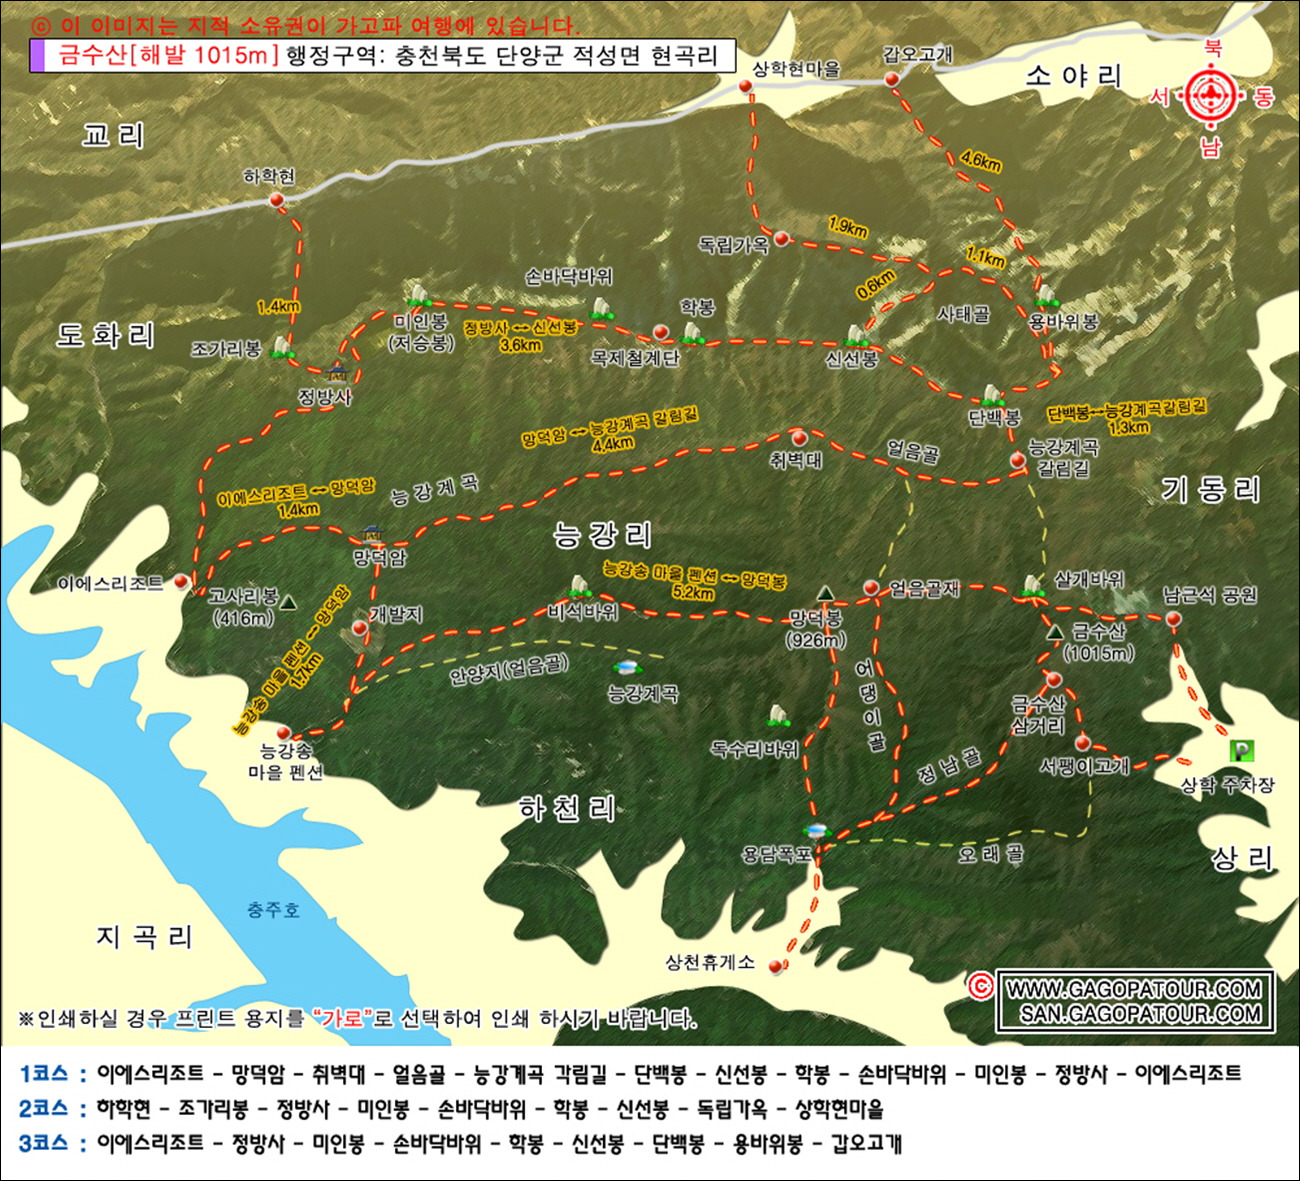 ⓒ 이 이미지는 지적 소유권이 가고파 여행에 있습니다.
금수산[해발 1015m] 행정구역: 충천북도 단양군 적성면 현곡리
상학현마을
갑오고개
소야리
북
서
동
남
교리
하학현
4.6km
독립가옥
1.9km
1.1km
0.6km
손바닥바위
1.4km
학봉
사태골
용바위봉
도화리
미인봉
(저승봉)
정방사 ↔ 신선봉
3.6km
조가리봉
목제철계단
신선봉
정방사
단백봉
단백봉↔능강계곡갈림길
1.3km
망덕암 ↔ 능강계곡 갈림길
4.4km
취벽대
얼음골
능강계곡
갈림길
기동리
이에스리조트 ↔ 망덕암
1.4km
능강계곡
능강리
망덕암
이에스리조트
고사리봉
(416m)
개발지
능강송 마을 펜션 ↔ 망덕암
1.7km
비석바위
능강송 마을 펜션 ↔ 망덕봉
5.2km
망덕봉
(926m)
얼음골재
살개바위
남근석 공원
금수산
(1015m)
안양지(얼음골)
능강계곡
어댕이골
금수산
삼거리
독수리바위
능강송
마을 펜션
정남골
서팽이고개
P
상학 주차장
하천리
용담폭포
오래골
상리
충주호
지곡리
상천휴게소
ⓒ WWW.GAGOPATOUR.COM
SAN.GAGOPATOUR.COM
※인쇄하실 경우 프린트 용지를 “가로”로 선택하여 인쇄 하시기 바랍니다.
1코스 : 이에스리조트 - 망덕암 - 취벽대 - 얼음골 - 능강계곡 각림길 - 단백봉 - 신선봉 - 학봉 - 손바닥바위 - 미인봉 - 정방사 - 이에스리조트
2코스 : 하학현 - 조가리봉 - 정방사 - 미인봉 - 손바닥바위 - 학봉 - 신선봉 - 독립가옥 - 상학현마을
3코스 : 이에스리조트 - 정방사 - 미인봉 - 손바닥바위 - 학봉 - 신선봉 - 단백봉 - 용바위봉 - 갑오고개